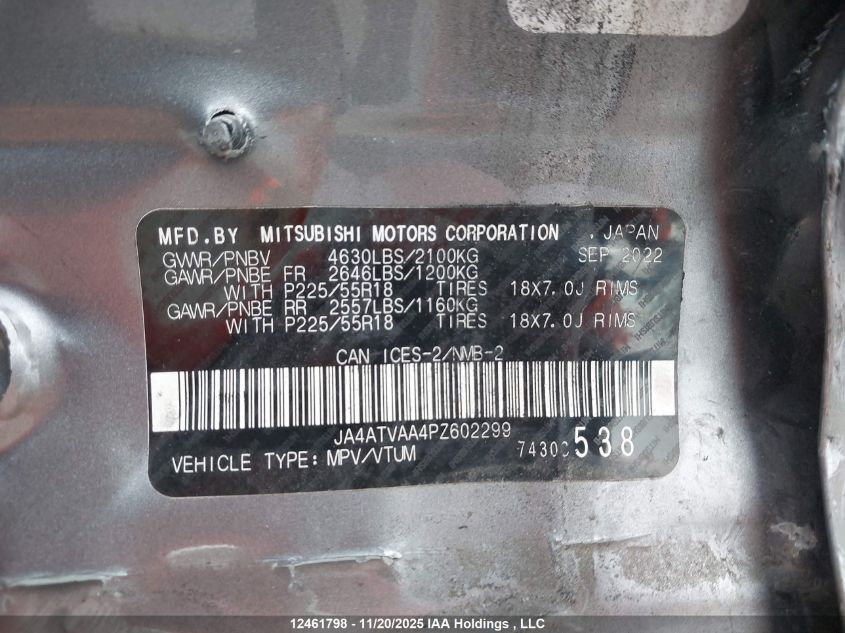 MFD.BY MITSUBISHI MOTORS CORPORATION , JAPAN
GVWR/PNBV 4630LBS/2100KG SEP 2022
GAWR/PNBE FR 2646LBS/1200KG
WITH P225/55R18 TIRES 18X7.0J RIMS
GAWR/PNBE RR 2557LBS/1160KG
WITH P225/55R18 TIRES 18X7.0J RIMS
CAN ICES-2/NMB-2
JA4ATVAA4PZ602299
VEHICLE TYPE: MPV/VTUM 7430C538
12461798 - 11/20/2025 IAA Holdings , LLC